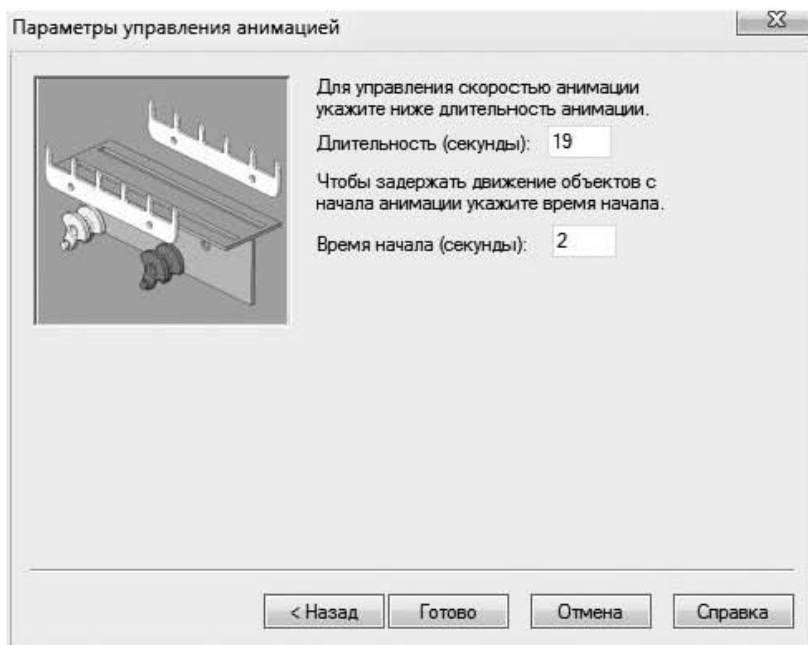 Параметры управления анимацией
Для управления скоростью анимации
укажите ниже длительность анимации.
Длительность (секунды): 19
Чтобы задержать движение объектов с
начала анимации укажите время начала.
Время начала (секунды): 2
< Назад Готово Отмена Справка